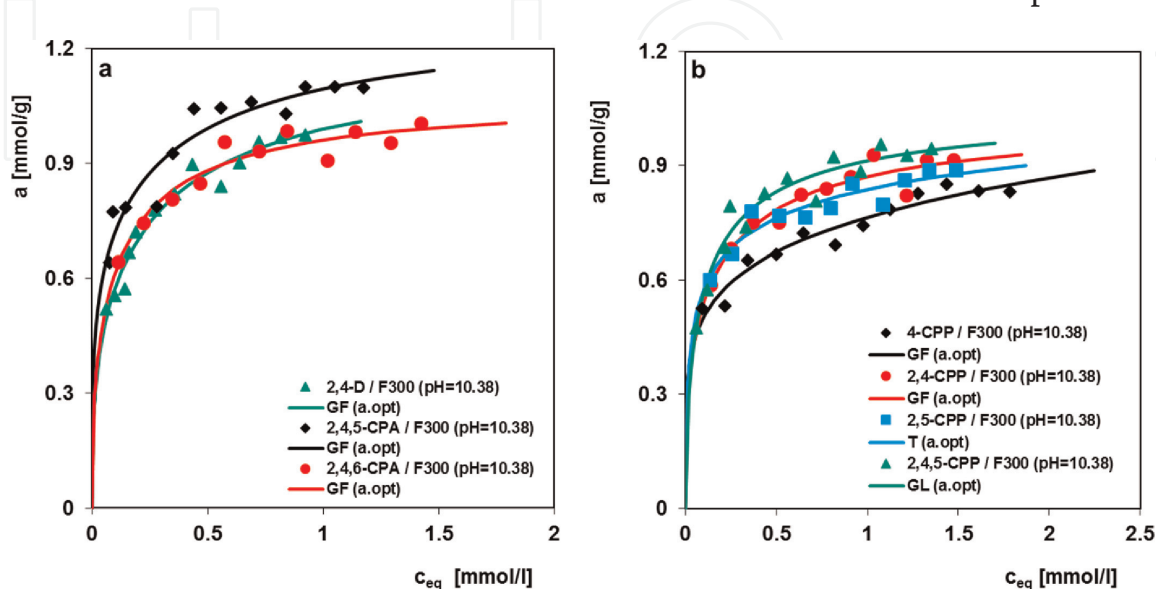 a
1.2
0.9
0.6
0.3
0
a [mmol/g]
2,4-D / F300 (pH=10.38)
GF (a.opt)
2,4,5-CPA / F300 (pH=10.38)
GF (a.opt)
2,4,6-CPA / F300 (pH=10.38)
GF (a.opt)
0 0.5 1 1.5 2
ceq [mmol/l]
b
1.2
0.9
0.6
0.3
0
a [mmol/g]
4-CPP / F300 (pH=10.38)
GF (a.opt)
2,4-CPP / F300 (pH=10.38)
GF (a.opt)
2,5-CPP / F300 (pH=10.38)
T (a.opt)
2,4,5-CPP / F300 (pH=10.38)
GL (a.opt)
0 0.5 1 1.5 2 2.5
ceq [mmol/l]